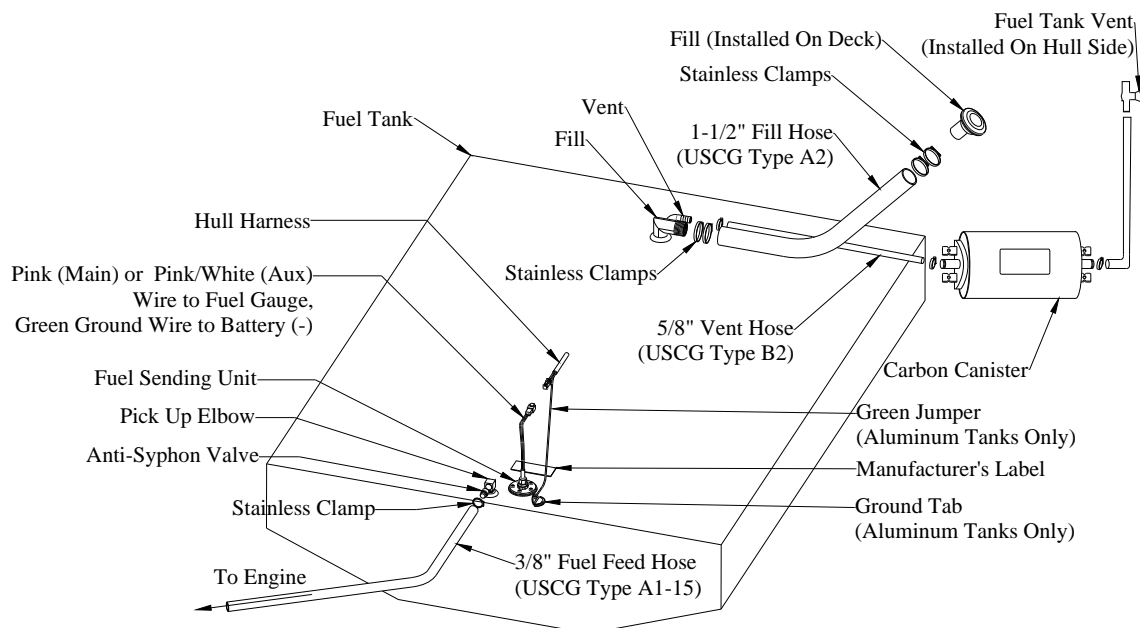 Fuel Tank Vent
(Installed On Hull Side)
Fill (Installed On Deck)
Stainless Clamps
Vent
Fill
1-1/2" Fill Hose
(USCG Type A2)
Fuel Tank
Hull Harness
Stainless Clamps
Pink (Main) or Pink/White (Aux)
Wire to Fuel Gauge,
Green Ground Wire to Battery (-)
5/8" Vent Hose
(USCG Type B2)
Carbon Canister
Fuel Sending Unit
Pick Up Elbow
Anti-Syphon Valve
Stainless Clamp
Green Jumper
(Aluminum Tanks Only)
Manufacturer's Label
Ground Tab
(Aluminum Tanks Only)
3/8" Fuel Feed Hose
(USCG Type A1-15)
To Engine